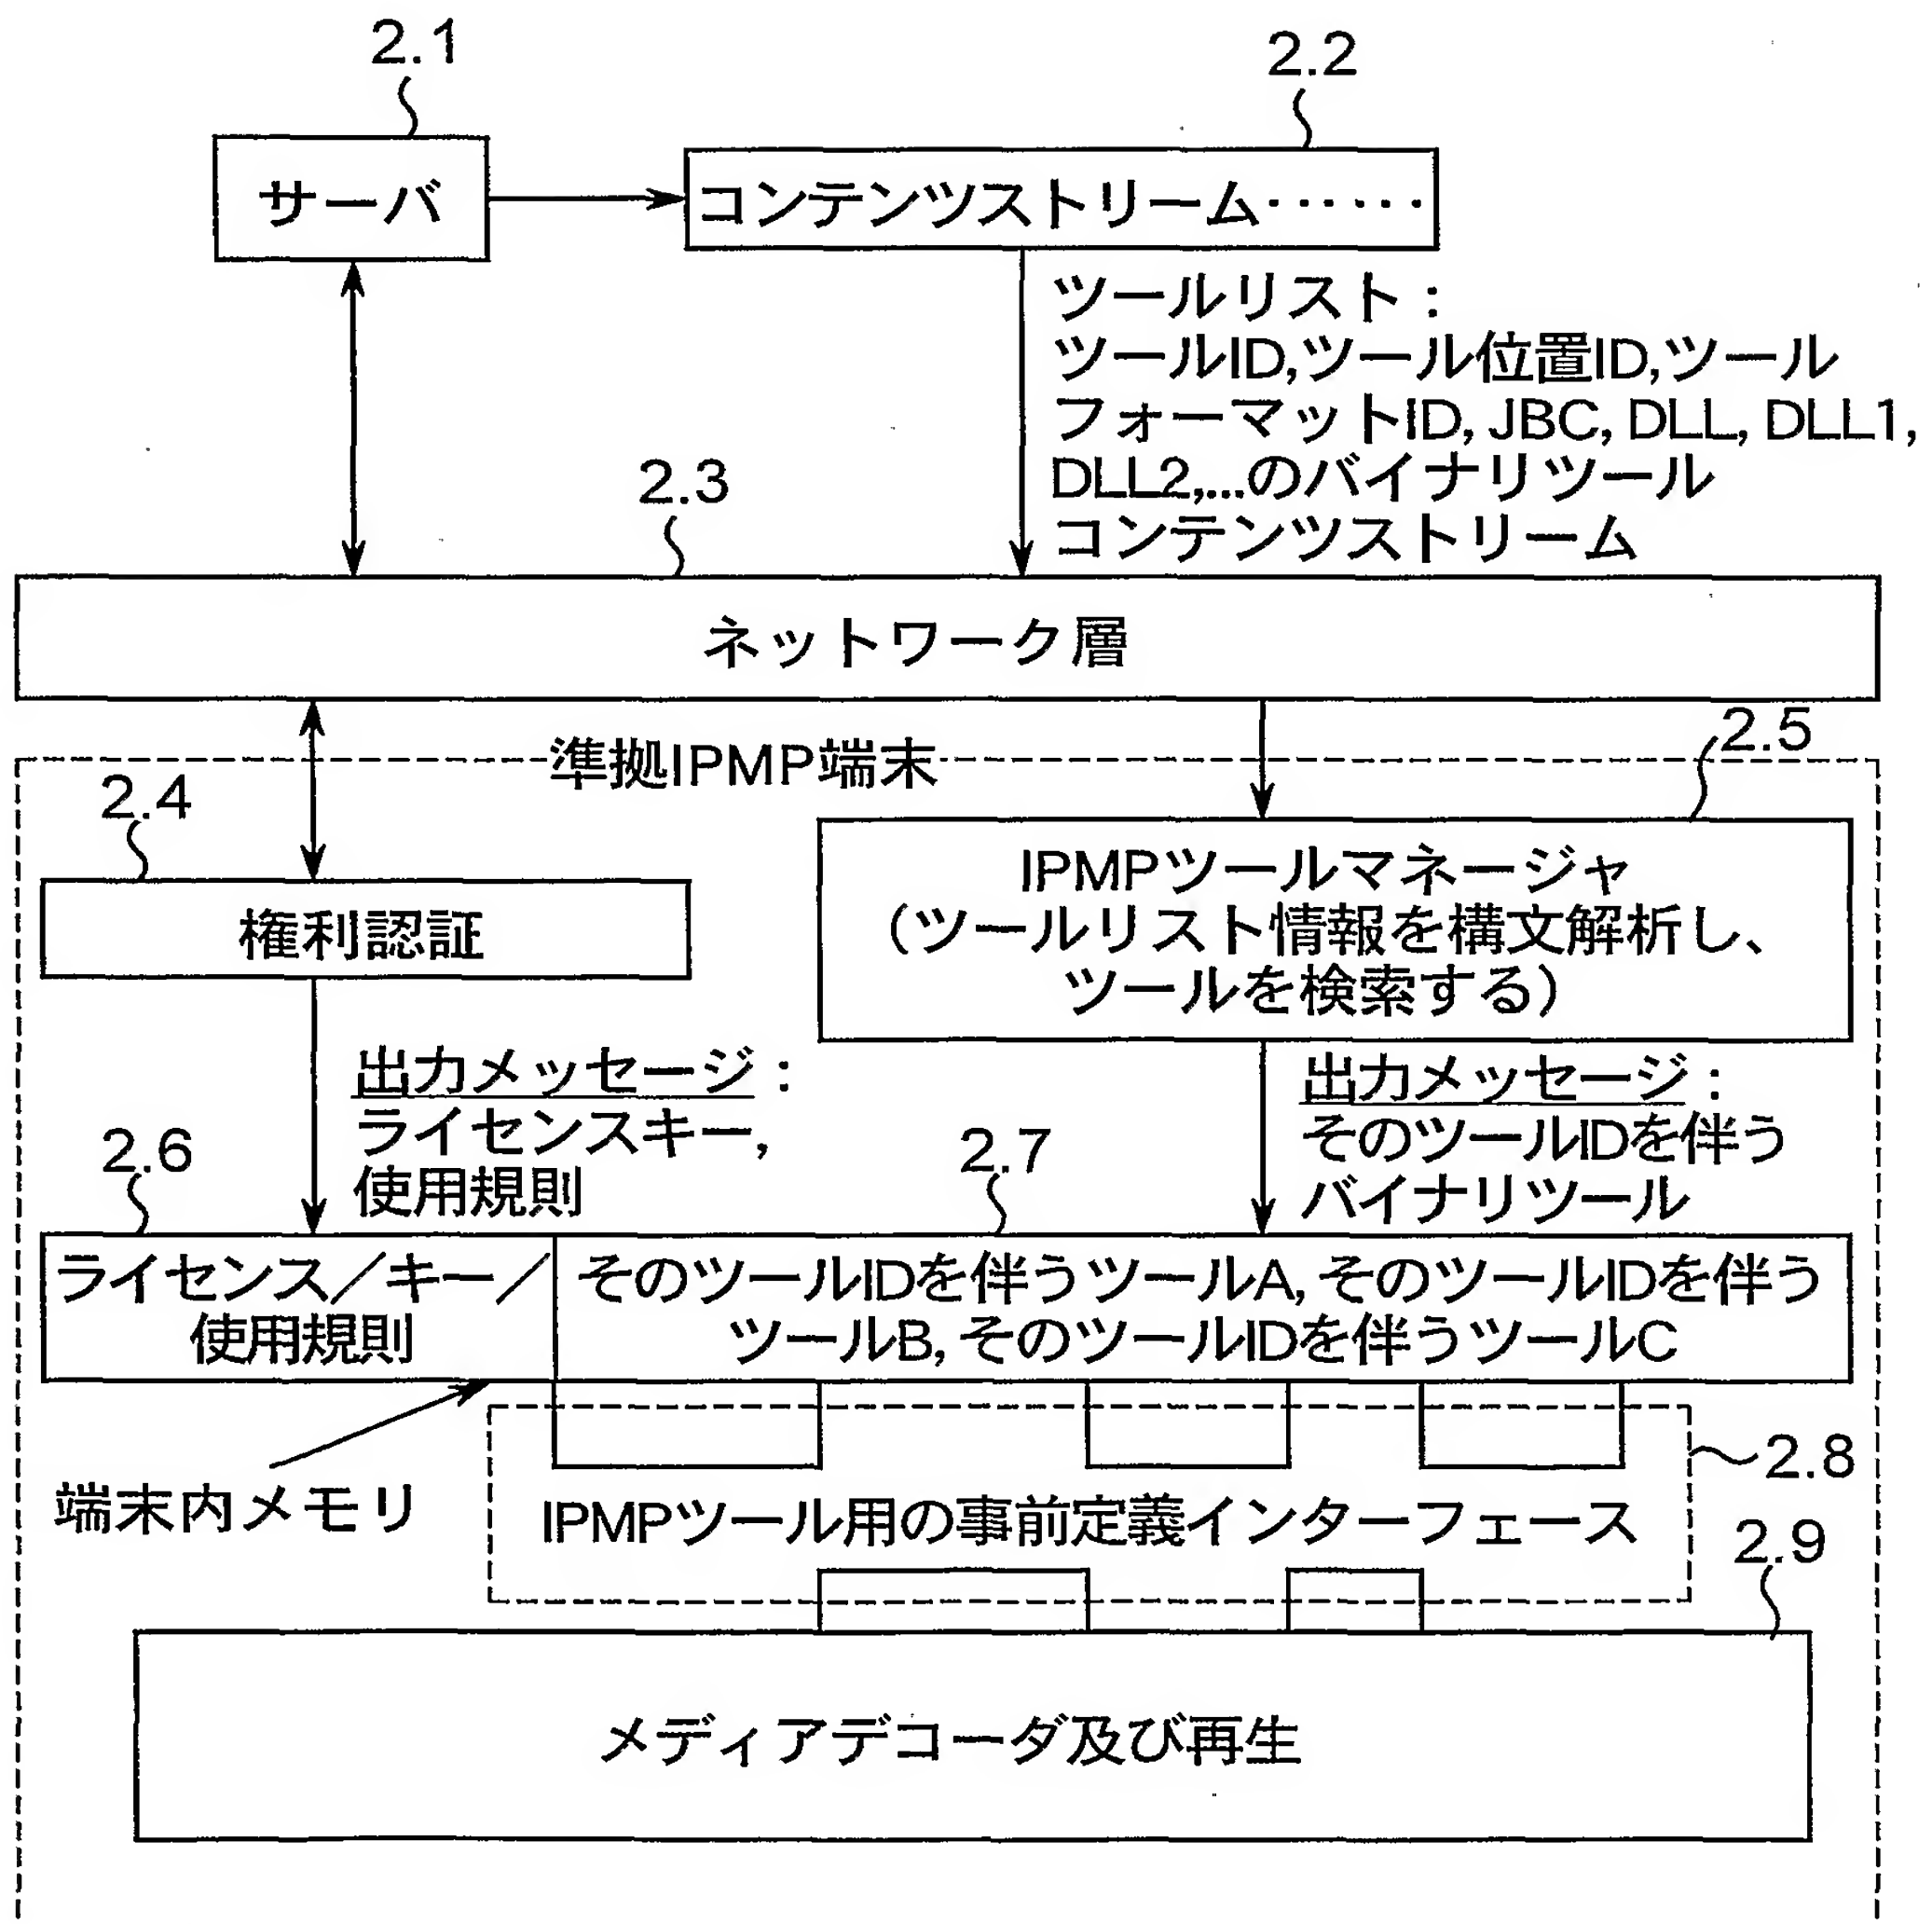 2.1
2.2
サーバ
コンテンツストリーム‥‥‥
ツールリスト：
ツールID,ツール位置ID,ツール
フォーマットID, JBC, DLL, DLL1,
DLL2,...のバイナリツール
コンテンツストリーム
2.3
ネットワーク層
準拠IPMP端末
2.5
2.4
IPMPツールマネージャ
（ツールリスト情報を構文解析し、
ツールを検索する）
権利認証
出力メッセージ：
ライセンスキー,
使用規則
出力メッセージ：
そのツールIDを伴う
バイナリツール
2.6
2.7
ライセンス／キー／
使用規則
そのツールIDを伴うツールA, そのツールIDを伴う
ツールB, そのツールIDを伴うツールC
2.8
端末内メモリ
IPMPツール用の事前定義インターフェース
2.9
メディアデコーダ及び再生